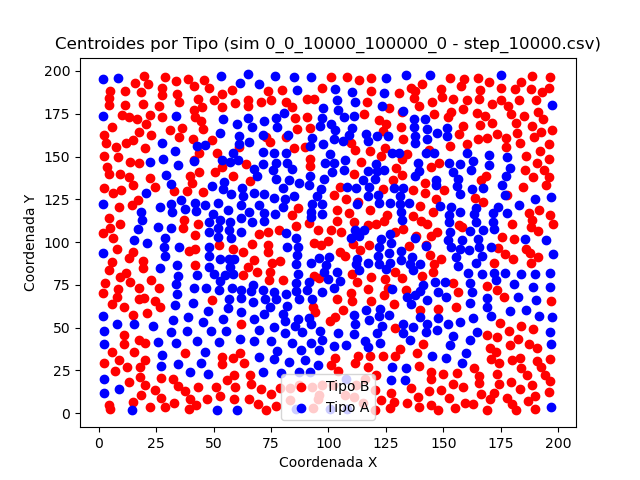 Centroides por Tipo (sim 0_0_10000_100000_0 - step_10000.csv)
200
175
150
125
100
75
50
25
0
Coordenada Y
Tipo B
Tipo A
0 25 50 75 100 125 150 175 200
Coordenada X